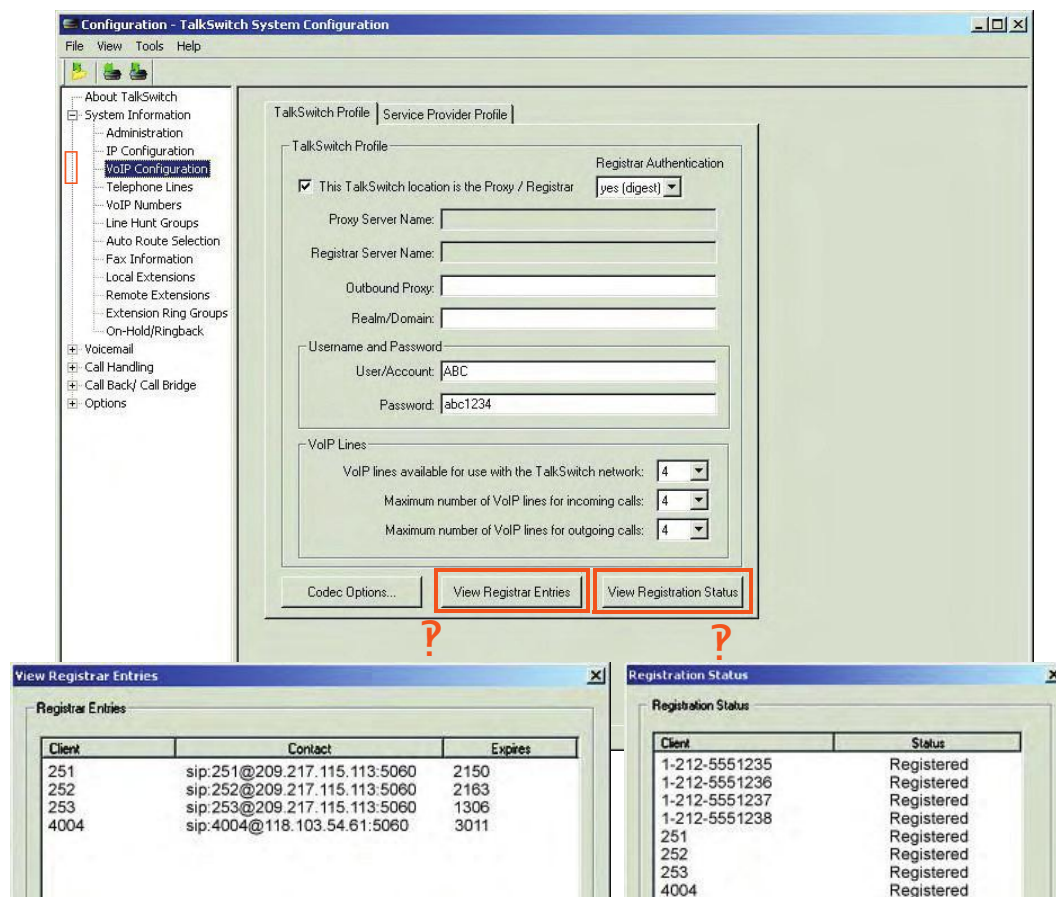 Configuration - TalkSwitch System Configuration
File View Tools Help
About TalkSwitch
System Information
Administration
IP Configuration
VoIP Configuration
Telephone Lines
VoIP Numbers
Line Hunt Groups
Auto Route Selection
Fax Information
Local Extensions
Remote Extensions
Extension Ring Groups
On-Hold/Ringback
Voicemail
Call Handling
Call Back/ Call Bridge
Options
TalkSwitch Profile Service Provider Profile
TalkSwitch Profile
Registrar Authentication
This TalkSwitch location is the Proxy / Registrar yes (digest)
Proxy Server Name:
Registrar Server Name:
Outbound Proxy:
Realm/Domain:
Username and Password
User/Account: ABC
Password: abc1234
VoIP Lines
VoIP lines available for use with the TalkSwitch network: 4
Maximum number of VoIP lines for incoming calls: 4
Maximum number of VoIP lines for outgoing calls: 4
Codec Options... View Registrar Entries View Registration Status
‽ ‽
View Registrar Entries
Registrar Entries
Client Contact Expires
251 sip:251@209.217.115.113:5060 2150
252 sip:252@209.217.115.113:5060 2163
253 sip:253@209.217.115.113:5060 1306
4004 sip:4004@118.103.54.61:5060 3011
Registration Status
Registration Status
Client Status
1-212-5551235 Registered
1-212-5551236 Registered
1-212-5551237 Registered
1-212-5551238 Registered
251 Registered
252 Registered
253 Registered
4004 Registered